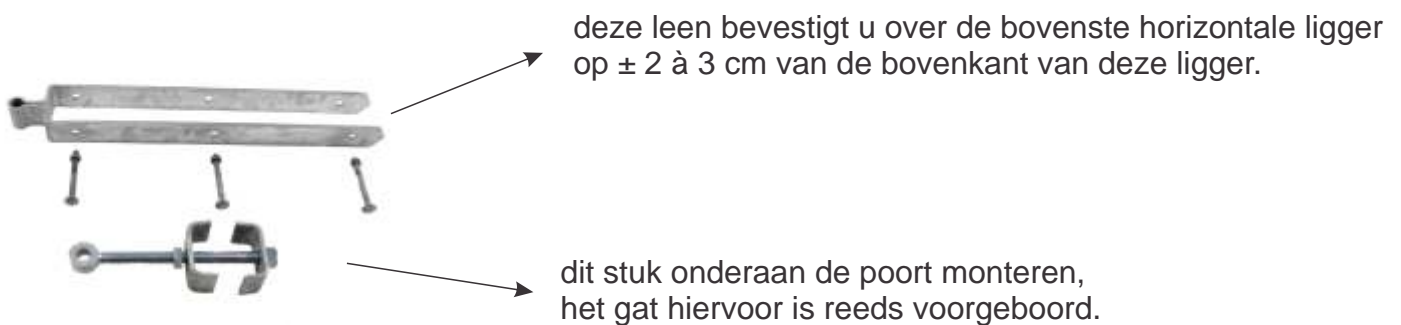 deze leen bevestigt u over de bovenste horizontale ligger
op ± 2 à 3 cm van de bovenkant van deze ligger.
dit stuk onderaan de poort monteren,
het gat hiervoor is reeds voorgeboord.